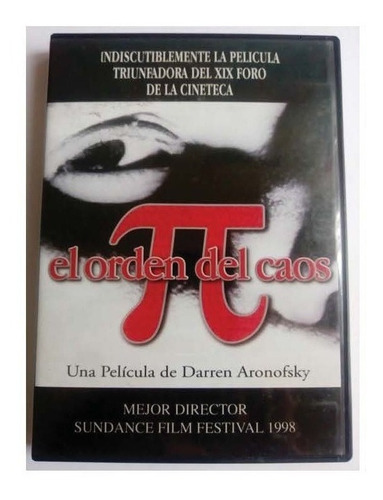 INDISCUTIBLEMENTE LA PELICULA
TRIUNFADORA DEL XIX FORO
DE LA CINETECA
π
el orden del caos
Una Película de Darren Aronofsky
MEJOR DIRECTOR
SUNDANCE FILM FESTIVAL 1998